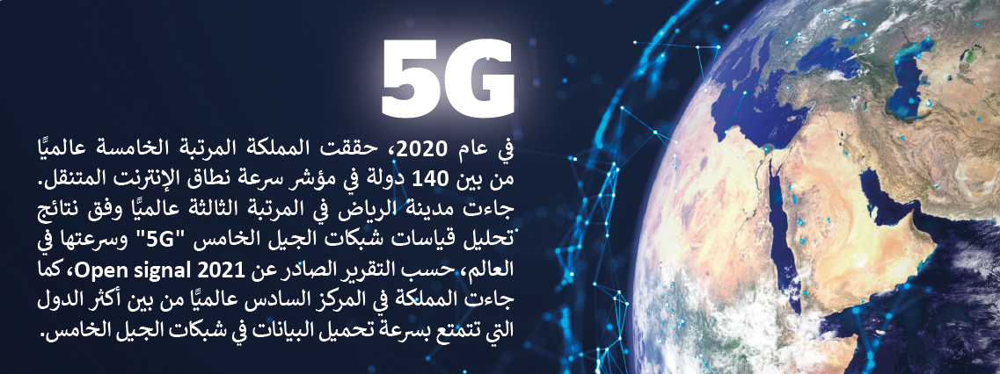 5G
في عام 2020، حققت المملكة المرتبة الخامسة عالميًّا
من بين 140 دولة في مؤشر سرعة نطاق الإنترنت المتنقل.
جاءت مدينة الرياض في المرتبة الثالثة عالميًّا وفق نتائج
تحليل قياسات شبكات الجيل الخامس "5G" وسرعتها في
العالم، حسب التقرير الصادر عن Open signal 2021، كما
جاءت المملكة في المركز السادس عالميًّا من بين أكثر الدول
التي تتمتع بسرعة تحميل البيانات في شبكات الجيل الخامس.